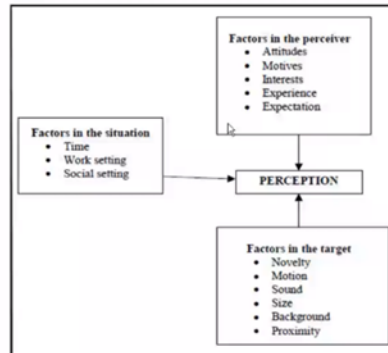 Factors in the perceiver
Attitudes
Motives
Interests
Experience
Expectation
Factors in the situation
Time
Work setting
Social setting
PERCEPTION
Factors in the target
Novelty
Motion
Sound
Size
Background
Proximity